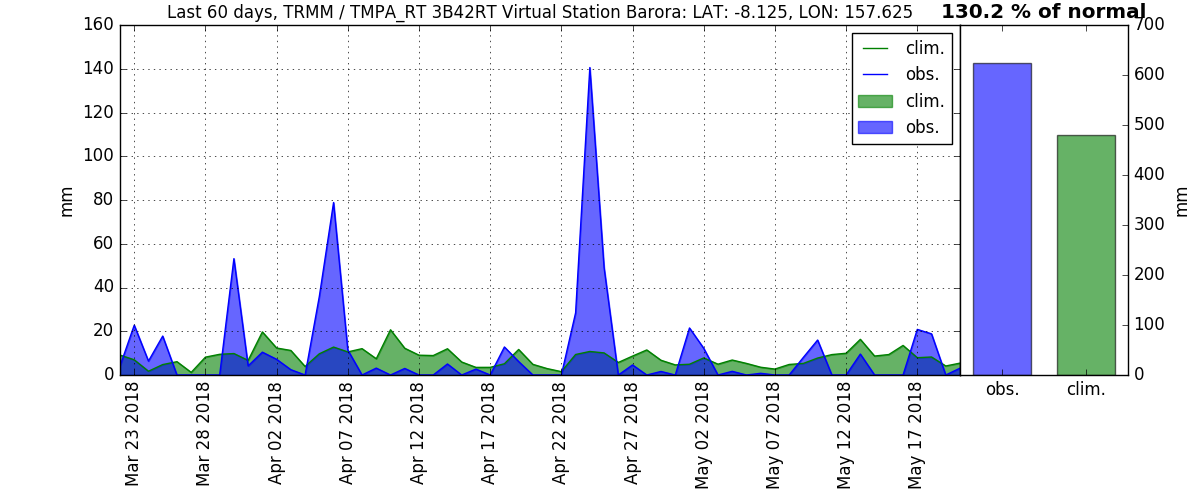 Last 60 days, TRMM / TMPA_RT 3B42RT Virtual Station Barora: LAT: -8.125, LON: 157.625
130.2 % of normal
160
140
120
100
80
60
40
20
0
mm
clim.
obs.
clim.
obs.
Mar 23 2018
Mar 28 2018
Apr 02 2018
Apr 07 2018
Apr 12 2018
Apr 17 2018
Apr 22 2018
Apr 27 2018
May 02 2018
May 07 2018
May 12 2018
May 17 2018
700
600
500
400
300
200
100
0
mm
obs.
clim.